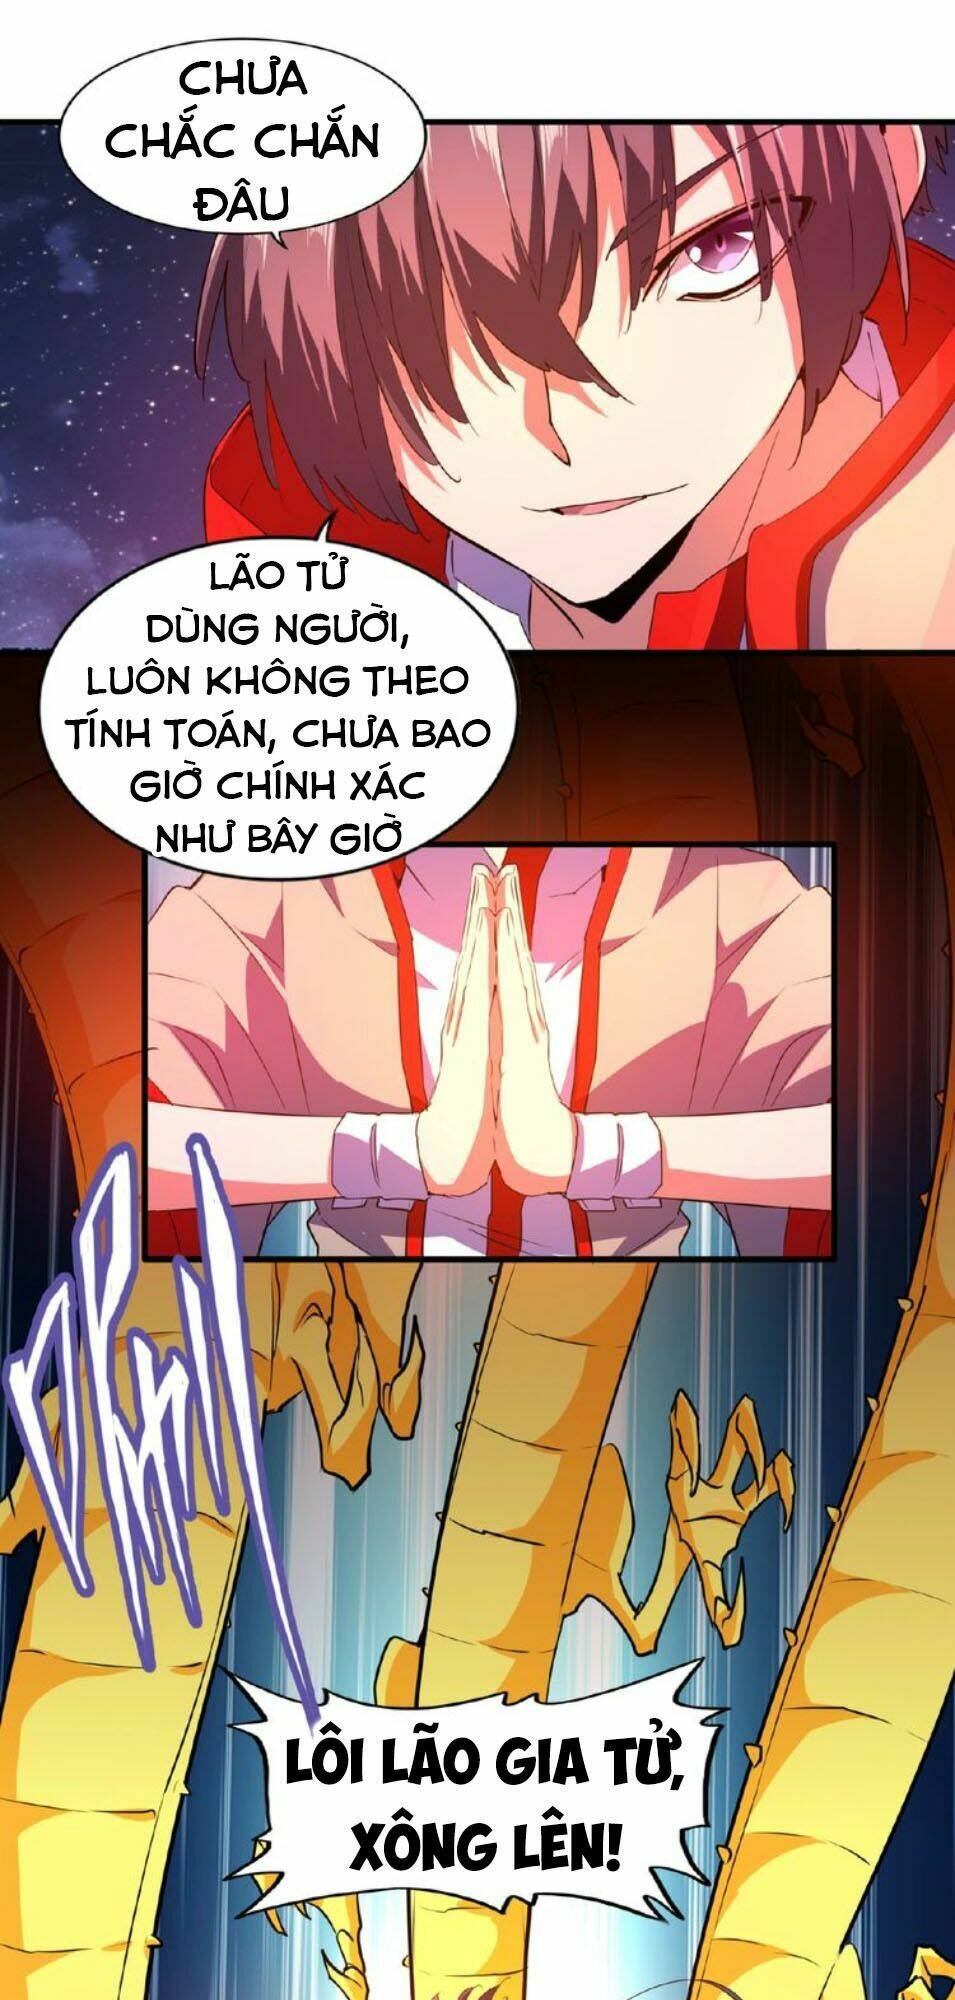 CHƯA
CHẮC CHẮN
ĐÂU
LÃO TỬ
DÙNG NGƯỜI,
LUÔN KHÔNG THEO
TÍNH TOÁN, CHƯA BAO
GIỜ CHÍNH XÁC
NHƯ BÂY GIỜ
LÔI LÃO GIA TỬ,
XÔNG LÊN!